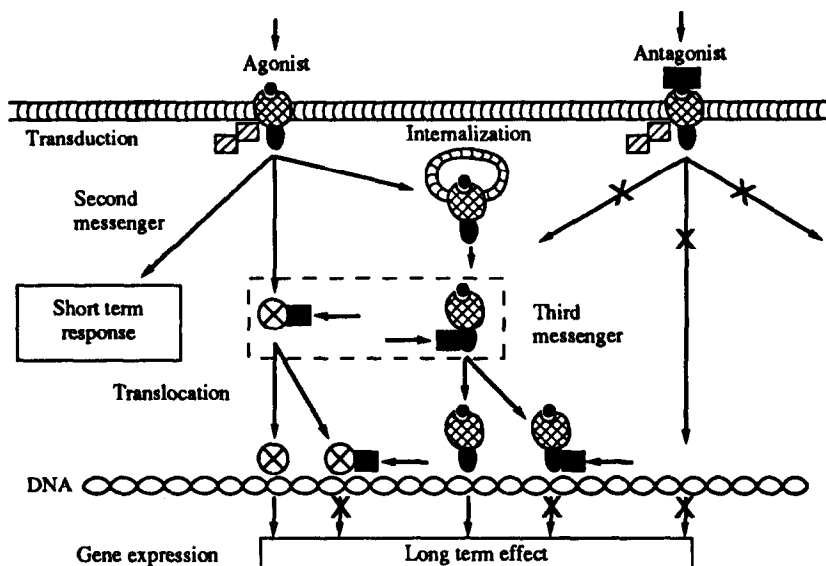 Agonist
Antagonist
Transduction
Internalization
Second
messenger
Short term
response
Third
messenger
Translocation
DNA
Gene expression
Long term effect